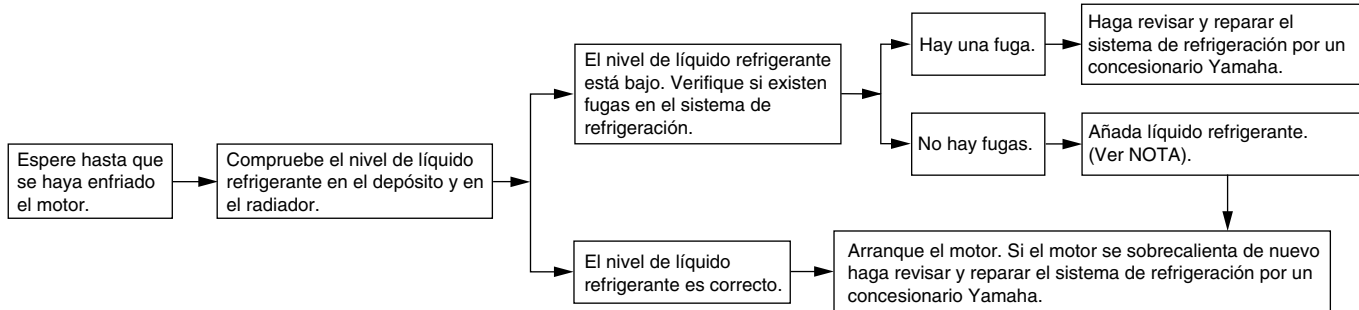 Espere hasta que
se haya enfriado
el motor.
Compruebe el nivel de líquido
refrigerante en el depósito y en
el radiador.
El nivel de líquido refrigerante
está bajo. Verifique si existen
fugas en el sistema de
refrigeración.
Hay una fuga.
Haga revisar y reparar el
sistema de refrigeración por un
concesionario Yamaha.
No hay fugas.
Añada líquido refrigerante.
(Ver NOTA).
El nivel de líquido
refrigerante es correcto.
Arranque el motor. Si el motor se sobrecalienta de nuevo
haga revisar y reparar el sistema de refrigeración por un
concesionario Yamaha.